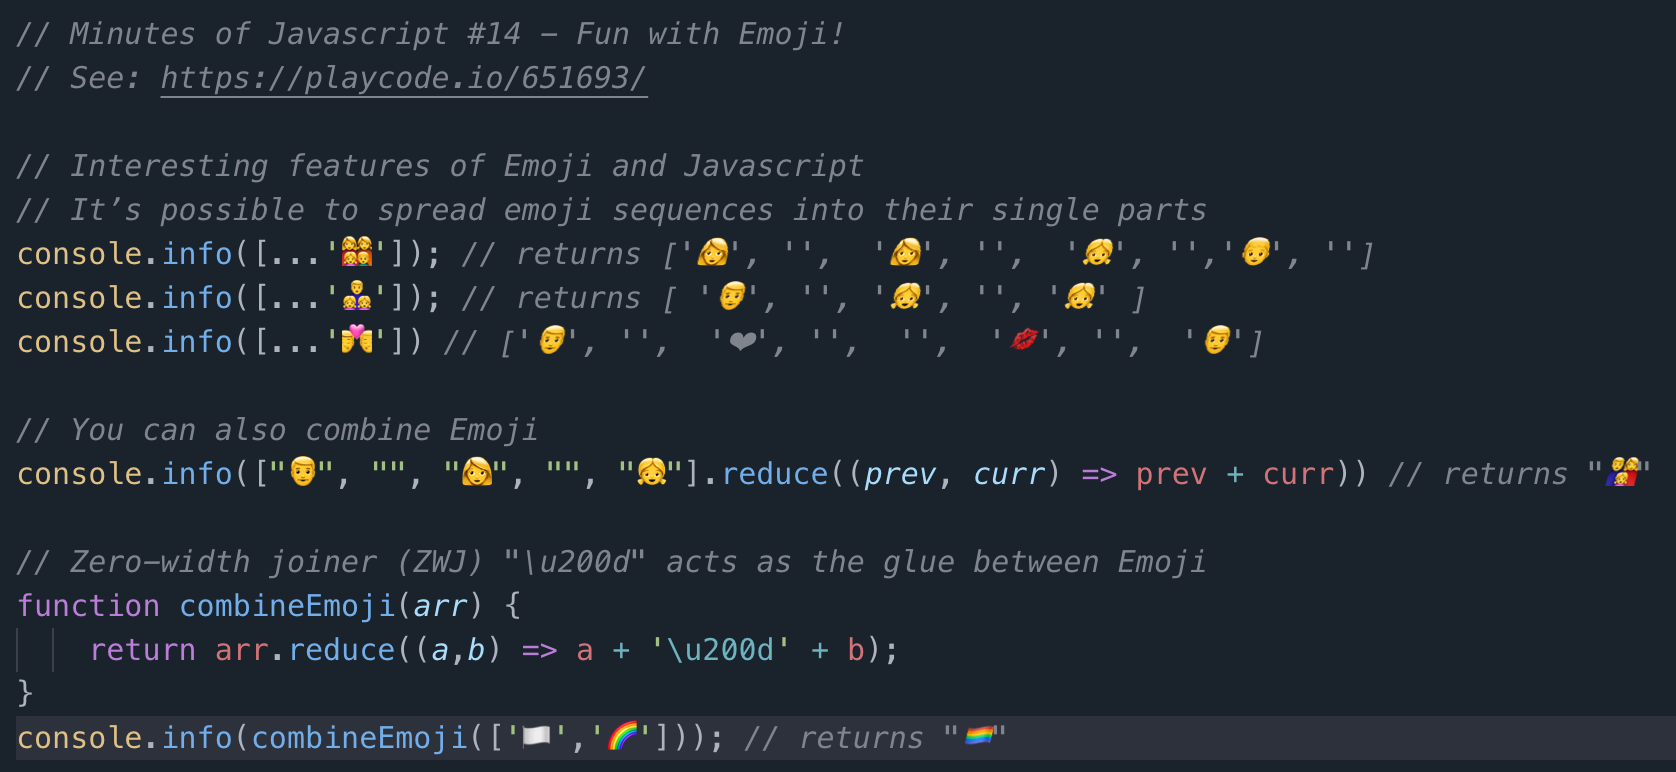 // Minutes of Javascript #14 – Fun with Emoji!
// See: https://playcode.io/651693/
// Interesting features of Emoji and Javascript
// It’s possible to spread emoji sequences into their single parts
console.info([...'👩‍👩‍👧‍👦']); // returns ['👩', '',  '👩', '',  '👧', '','👦', '']
console.info([...'👨‍👧‍👧']); // returns [ '👨', '', '👧', '', '👧' ]
console.info([...'👨‍❤️‍💋‍👨']) // ['👨', '',  '❤', '',  '',  '💋', '',  '👨']
// You can also combine Emoji
console.info(["👨", "", "👩", "", "👧"].reduce((prev, curr) => prev + curr)) // returns "👨‍👩‍👧"
// Zero–width joiner (ZWJ) "\u200d" acts as the glue between Emoji
function combineEmoji(arr) {
    return arr.reduce((a,b) => a + '\u200d' + b);
}
console.info(combineEmoji(['🏳️','🌈'])); // returns "🏳️‍🌈"